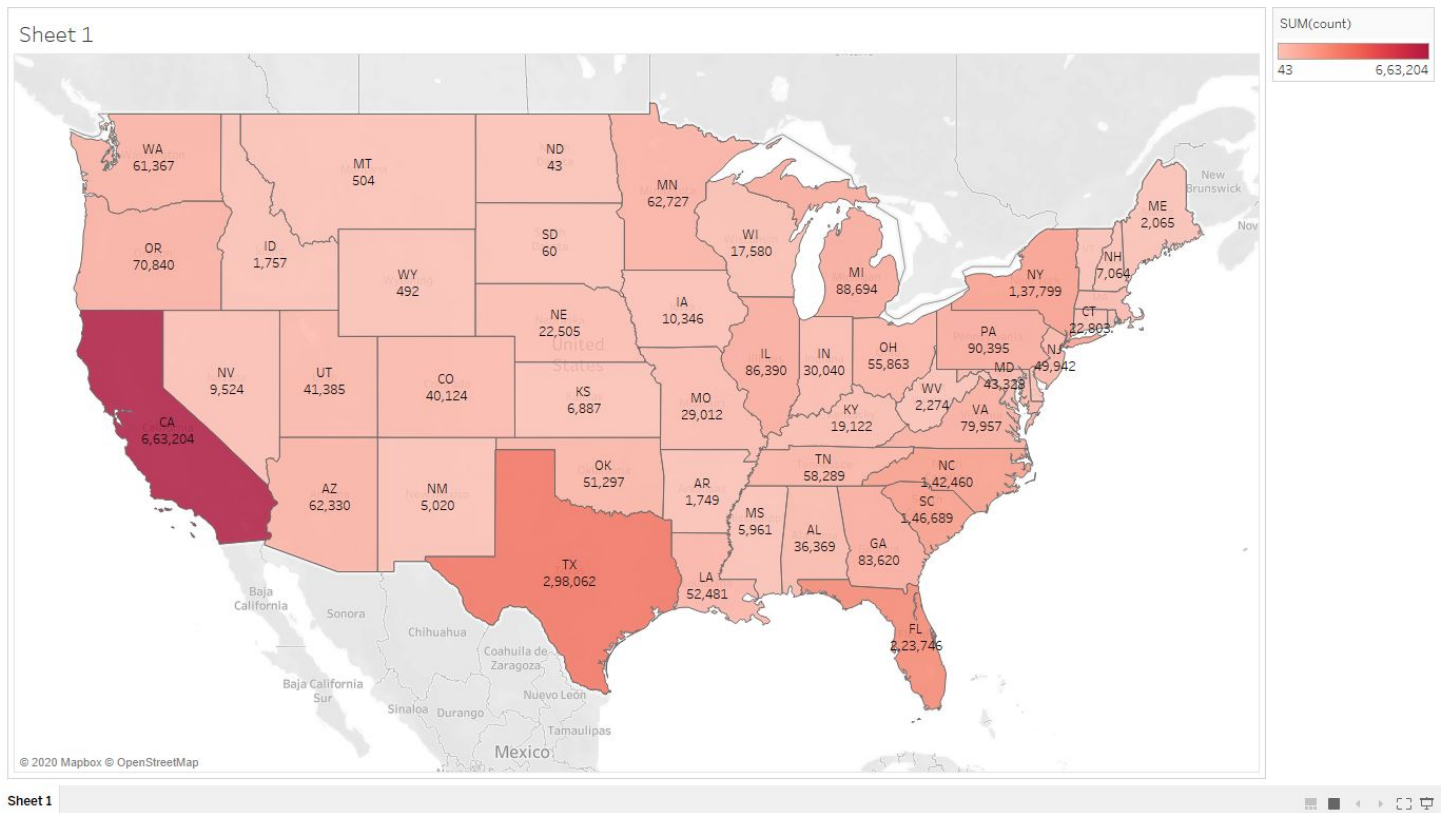 Sheet 1
SUM(count)
43 6,63,204
WA
61,367
MT
504
ND
43
MN
62,727
New
Brunswick
ME
2,065
Nov
OR
70,840
ID
1,757
SD
60
WI
17,580
NH
7,064
WY
492
MI
88,694
NY
1,37,799
IA
10,346
NE
22,505
United
States
CT
22,803
PA
90,395
NJ
49,942
OH
55,863
IL
86,390
IN
30,040
MD
43,328
NV
9,524
UT
41,385
CO
40,124
KS
6,887
MO
29,012
WV
2,274
VA
79,957
KY
19,122
CA
6,63,204
TN
58,289
NC
1,42,460
OK
51,297
AZ
62,330
NM
5,020
AR
1,749
SC
1,46,689
MS
5,961
AL
36,369
GA
83,620
TX
2,98,062
LA
52,481
FL
2,23,746
Baja
California
Sonora
Chihuahua
Coahuila de
Zaragoza
Baja California
Sur
Nuevo León
Sinaloa
Durango
Tamaulipas
Mexico
© 2020 Mapbox © OpenStreetMap
Sheet 1